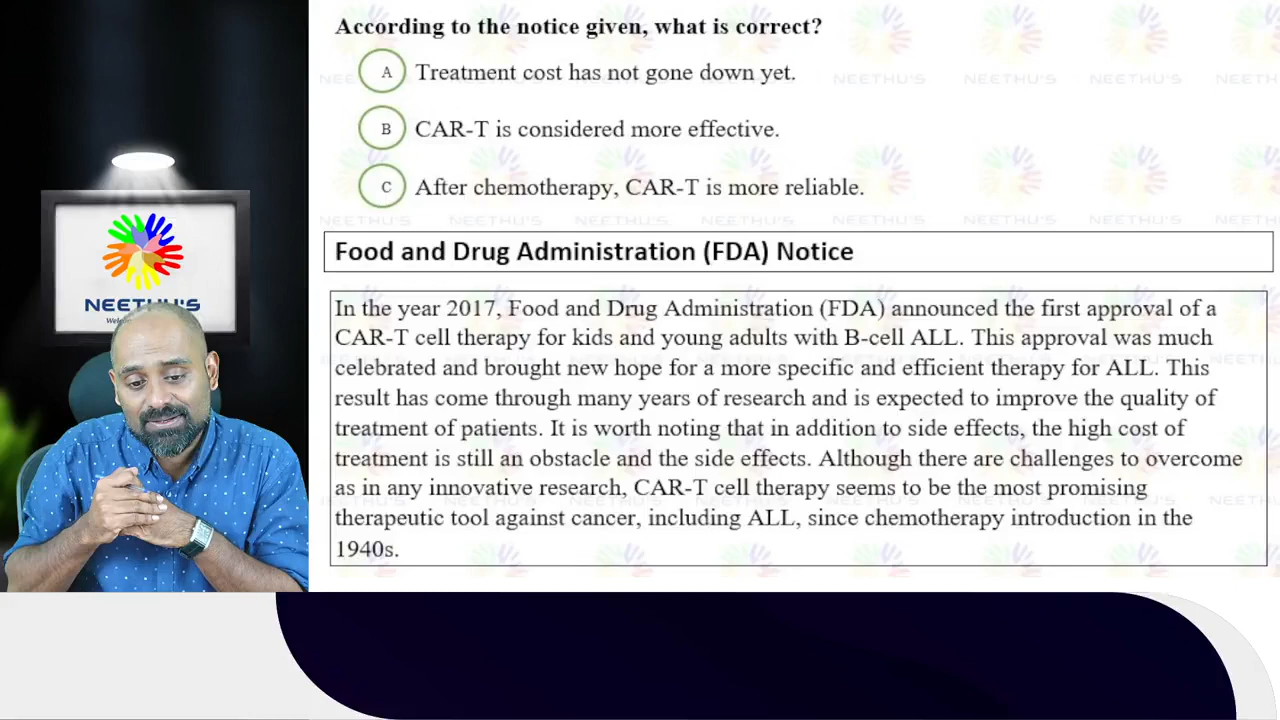 According to the notice given, what is correct?
A Treatment cost has not gone down yet.
B CAR-T is considered more effective.
C After chemotherapy, CAR-T is more reliable.
Food and Drug Administration (FDA) Notice
In the year 2017, Food and Drug Administration (FDA) announced the first approval of a
CAR-T cell therapy for kids and young adults with B-cell ALL. This approval was much
celebrated and brought new hope for a more specific and efficient therapy for ALL. This
result has come through many years of research and is expected to improve the quality of
treatment of patients. It is worth noting that in addition to side effects, the high cost of
treatment is still an obstacle and the side effects. Although there are challenges to overcome
as in any innovative research, CAR-T cell therapy seems to be the most promising
therapeutic tool against cancer, including ALL, since chemotherapy introduction in the
1940s.
NEETHU'S